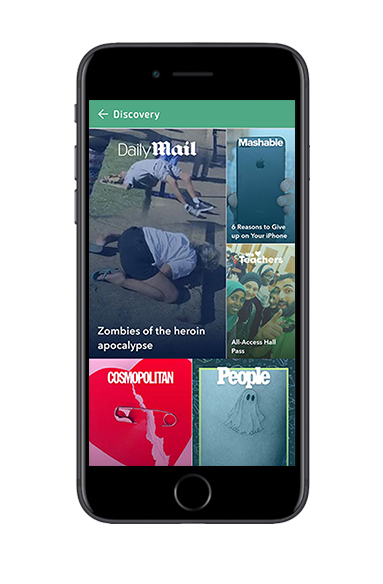 Discovery
Daily Mail
Zombies of the heroin
apocalypse
Mashable
6 Reasons to Give
up on Your iPhone
Teachers
All-Access Hall
Pass
COSMOPOLITAN
People